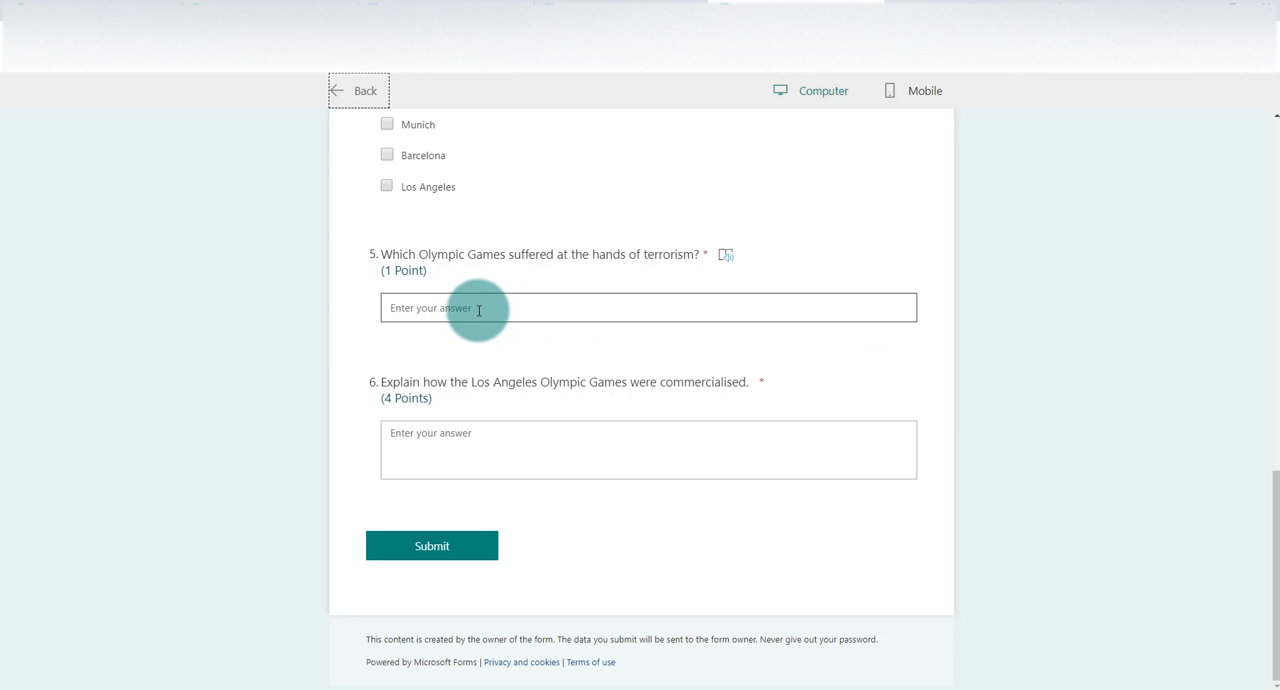 Back
Computer
Mobile
Munich
Barcelona
Los Angeles
5. Which Olympic Games suffered at the hands of terrorism? *
(1 Point)
Enter your answer
6. Explain how the Los Angeles Olympic Games were commercialised. *
(4 Points)
Enter your answer
Submit
This content is created by the owner of the form. The data you submit will be sent to the form owner. Never give out your password.
Powered by Microsoft Forms | Privacy and cookies | Terms of use